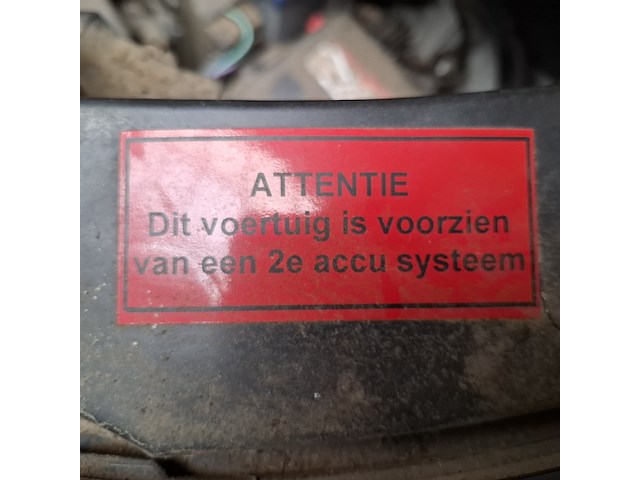 ATTENTIE
Dit voertuig is voorzien
van een 2e accu systeem